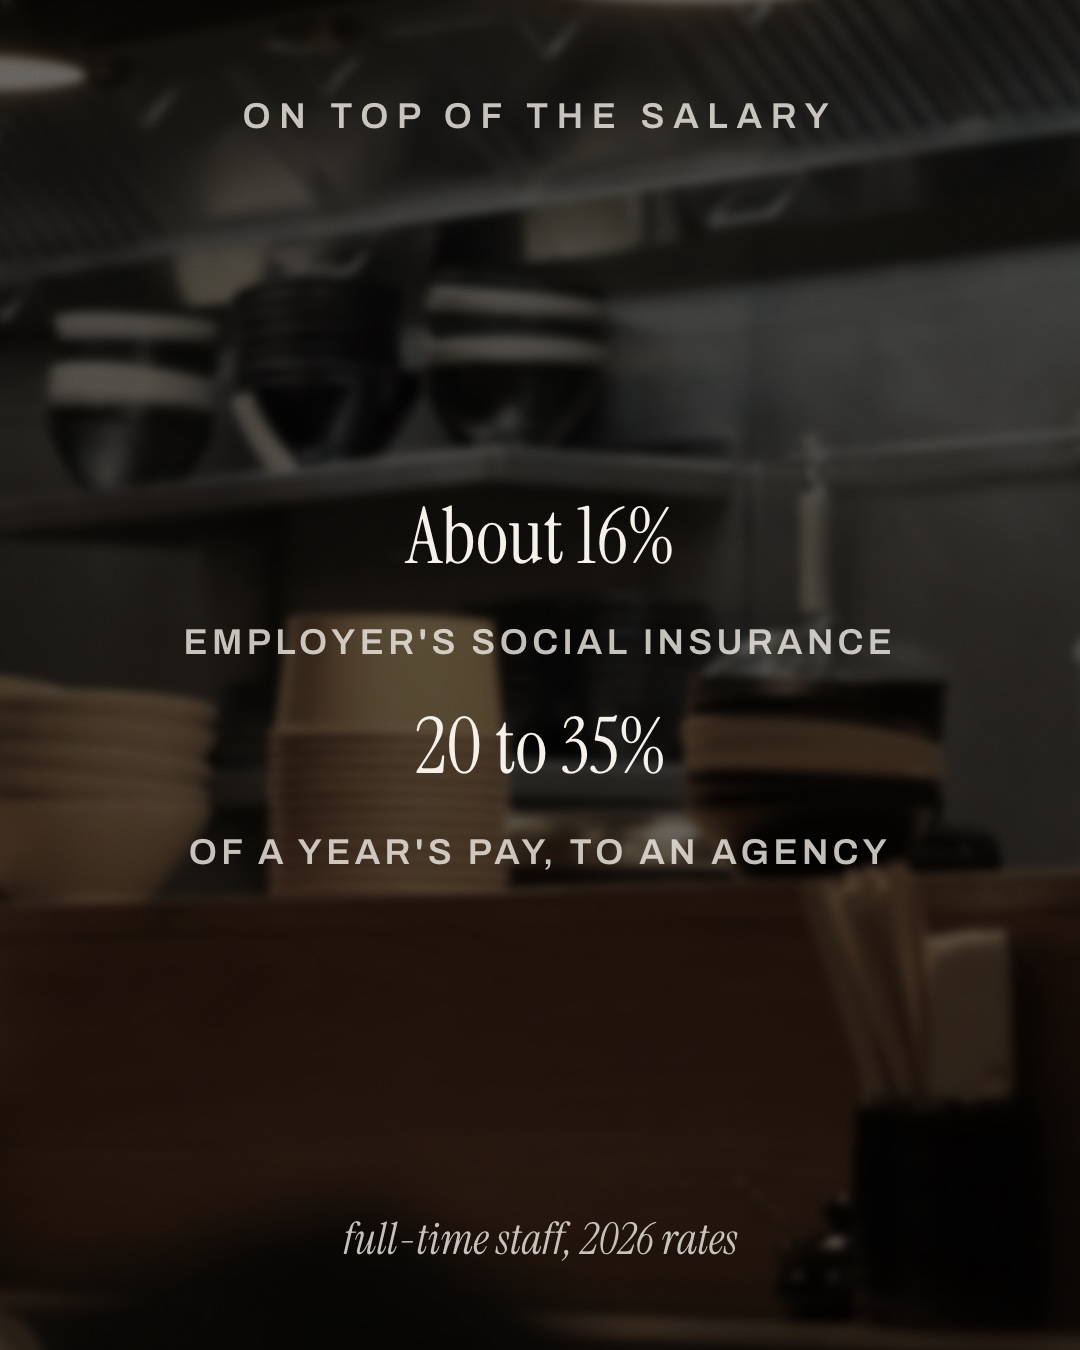 ON TOP OF THE SALARY
About 16%
EMPLOYER'S SOCIAL INSURANCE
20 to 35%
OF A YEAR'S PAY, TO AN AGENCY
full-time staff, 2026 rates